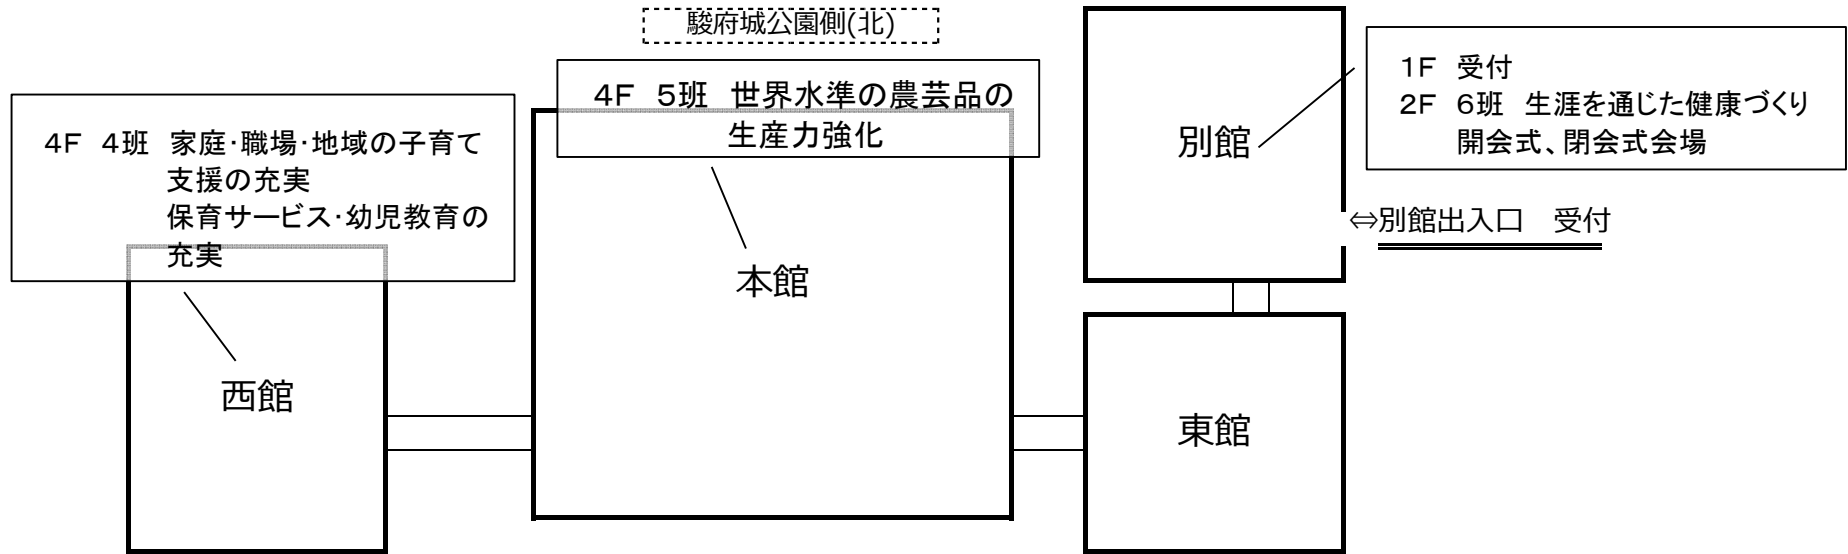 駿府城公園側(北)
4F 4班 家庭・職場・地域の子育て
支援の充実
保育サービス・幼児教育の
充実
4F 5班 世界水準の農芸品の
生産力強化
1F 受付
2F 6班 生涯を通じた健康づくり
開会式、閉会式会場
別館
⇔別館出入口 受付
本館
西館
東館